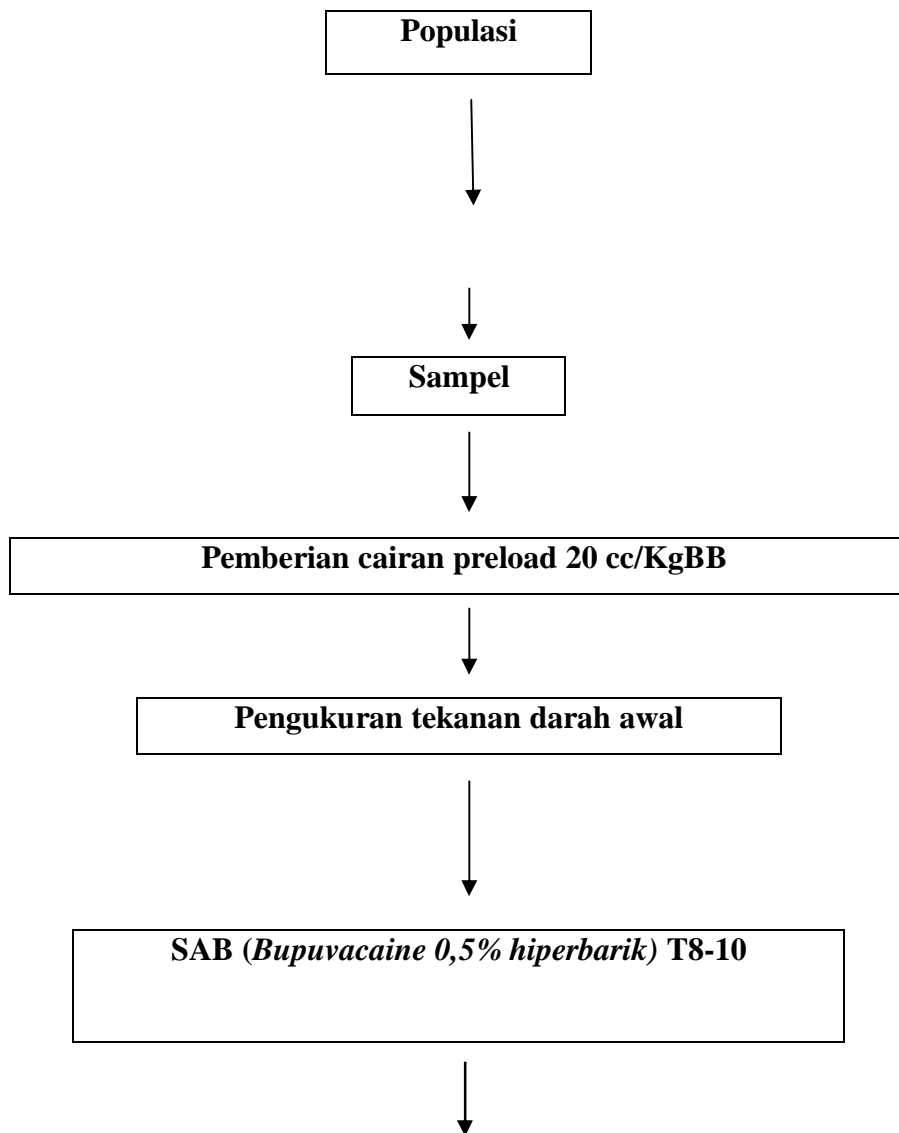 Populasi
Sampel
Pemberian cairan preload 20 cc/KgBB
Pengukuran tekanan darah awal
SAB (Bupuvacaine 0,5% hiperbarik) T8-10